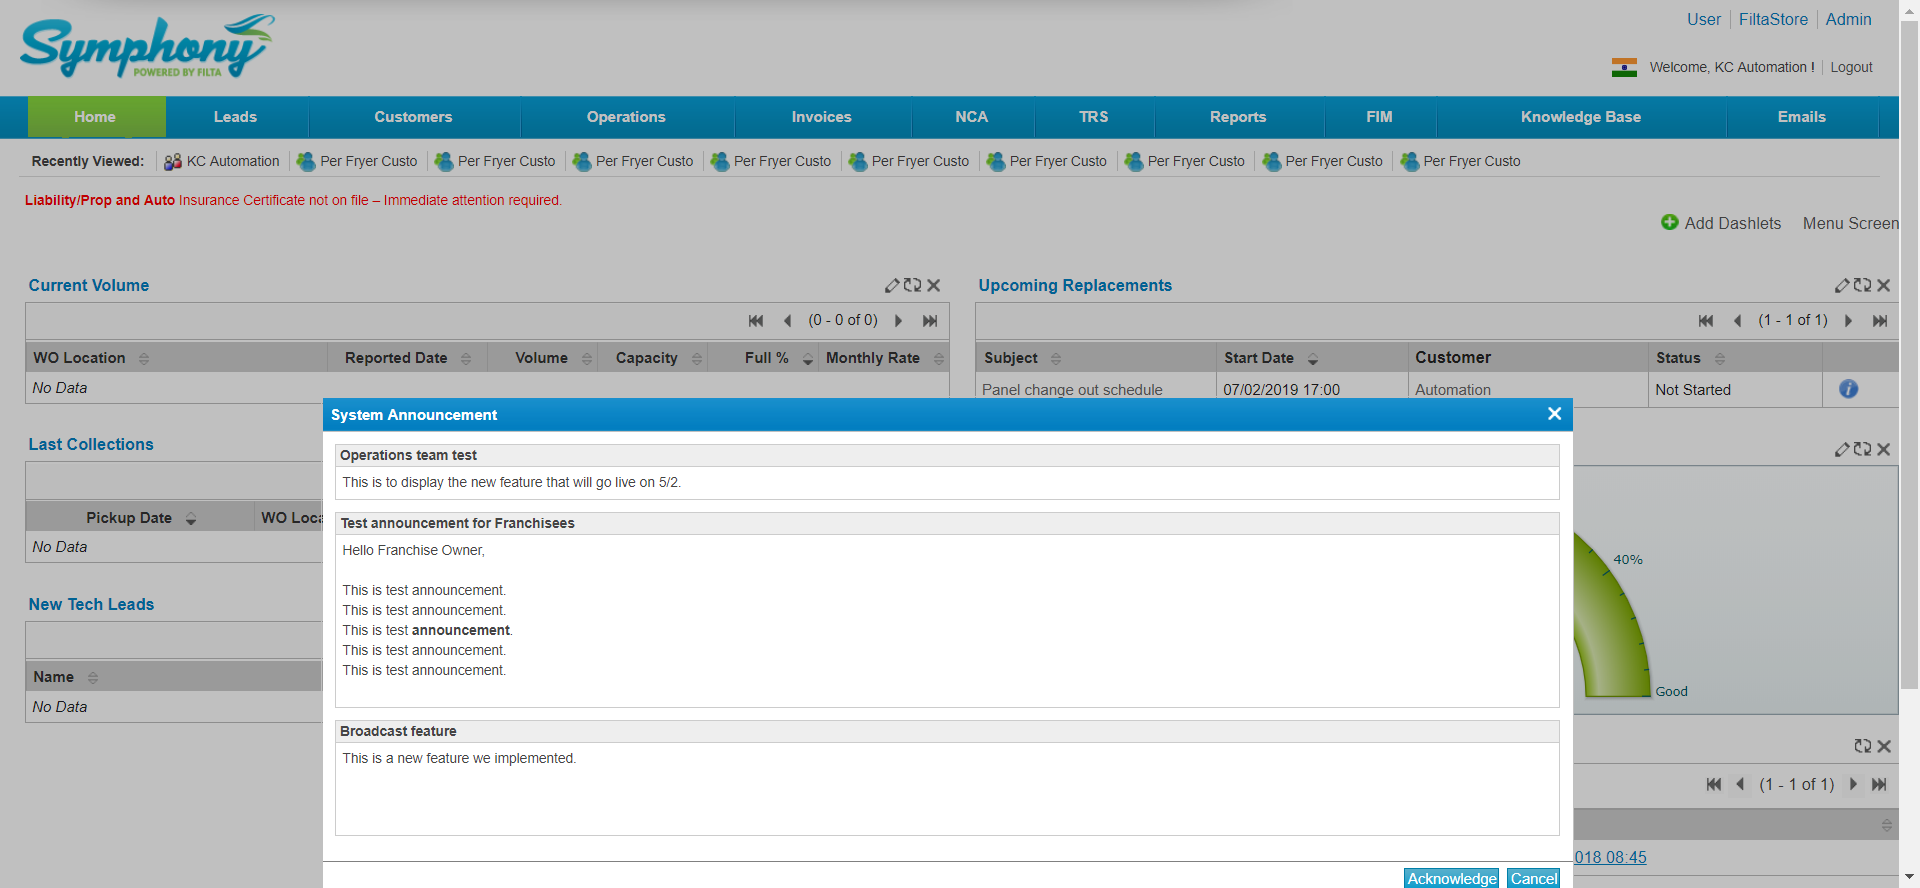 Symphony
POWERED BY FILTA
User FiltaStore Admin
Welcome, KC Automation ! Logout
Home Leads Customers Operations Invoices NCA TRS Reports FIM Knowledge Base Emails
Recently Viewed: KC Automation Per Fryer Custo Per Fryer Custo Per Fryer Custo Per Fryer Custo Per Fryer Custo Per Fryer Custo Per Fryer Custo Per Fryer Custo Per Fryer Custo
Liability/Prop and Auto Insurance Certificate not on file – Immediate attention required.
Add Dashlets Menu Screen
Current Volume
(0 - 0 of 0)
WO Location Reported Date Volume Capacity Full % Monthly Rate
No Data
Upcoming Replacements
(1 - 1 of 1)
Subject Start Date Customer Status
Panel change out schedule 07/02/2019 17:00 Automation Not Started
Last Collections
Pickup Date WO Loca
No Data
New Tech Leads
Name
No Data
System Announcement
Operations team test
This is to display the new feature that will go live on 5/2.
Test announcement for Franchisees
Hello Franchise Owner,
This is test announcement.
This is test announcement.
This is test announcement.
This is test announcement.
This is test announcement.
Broadcast feature
This is a new feature we implemented.
Acknowledge Cancel
40%
Good
(1 - 1 of 1)
018 08:45